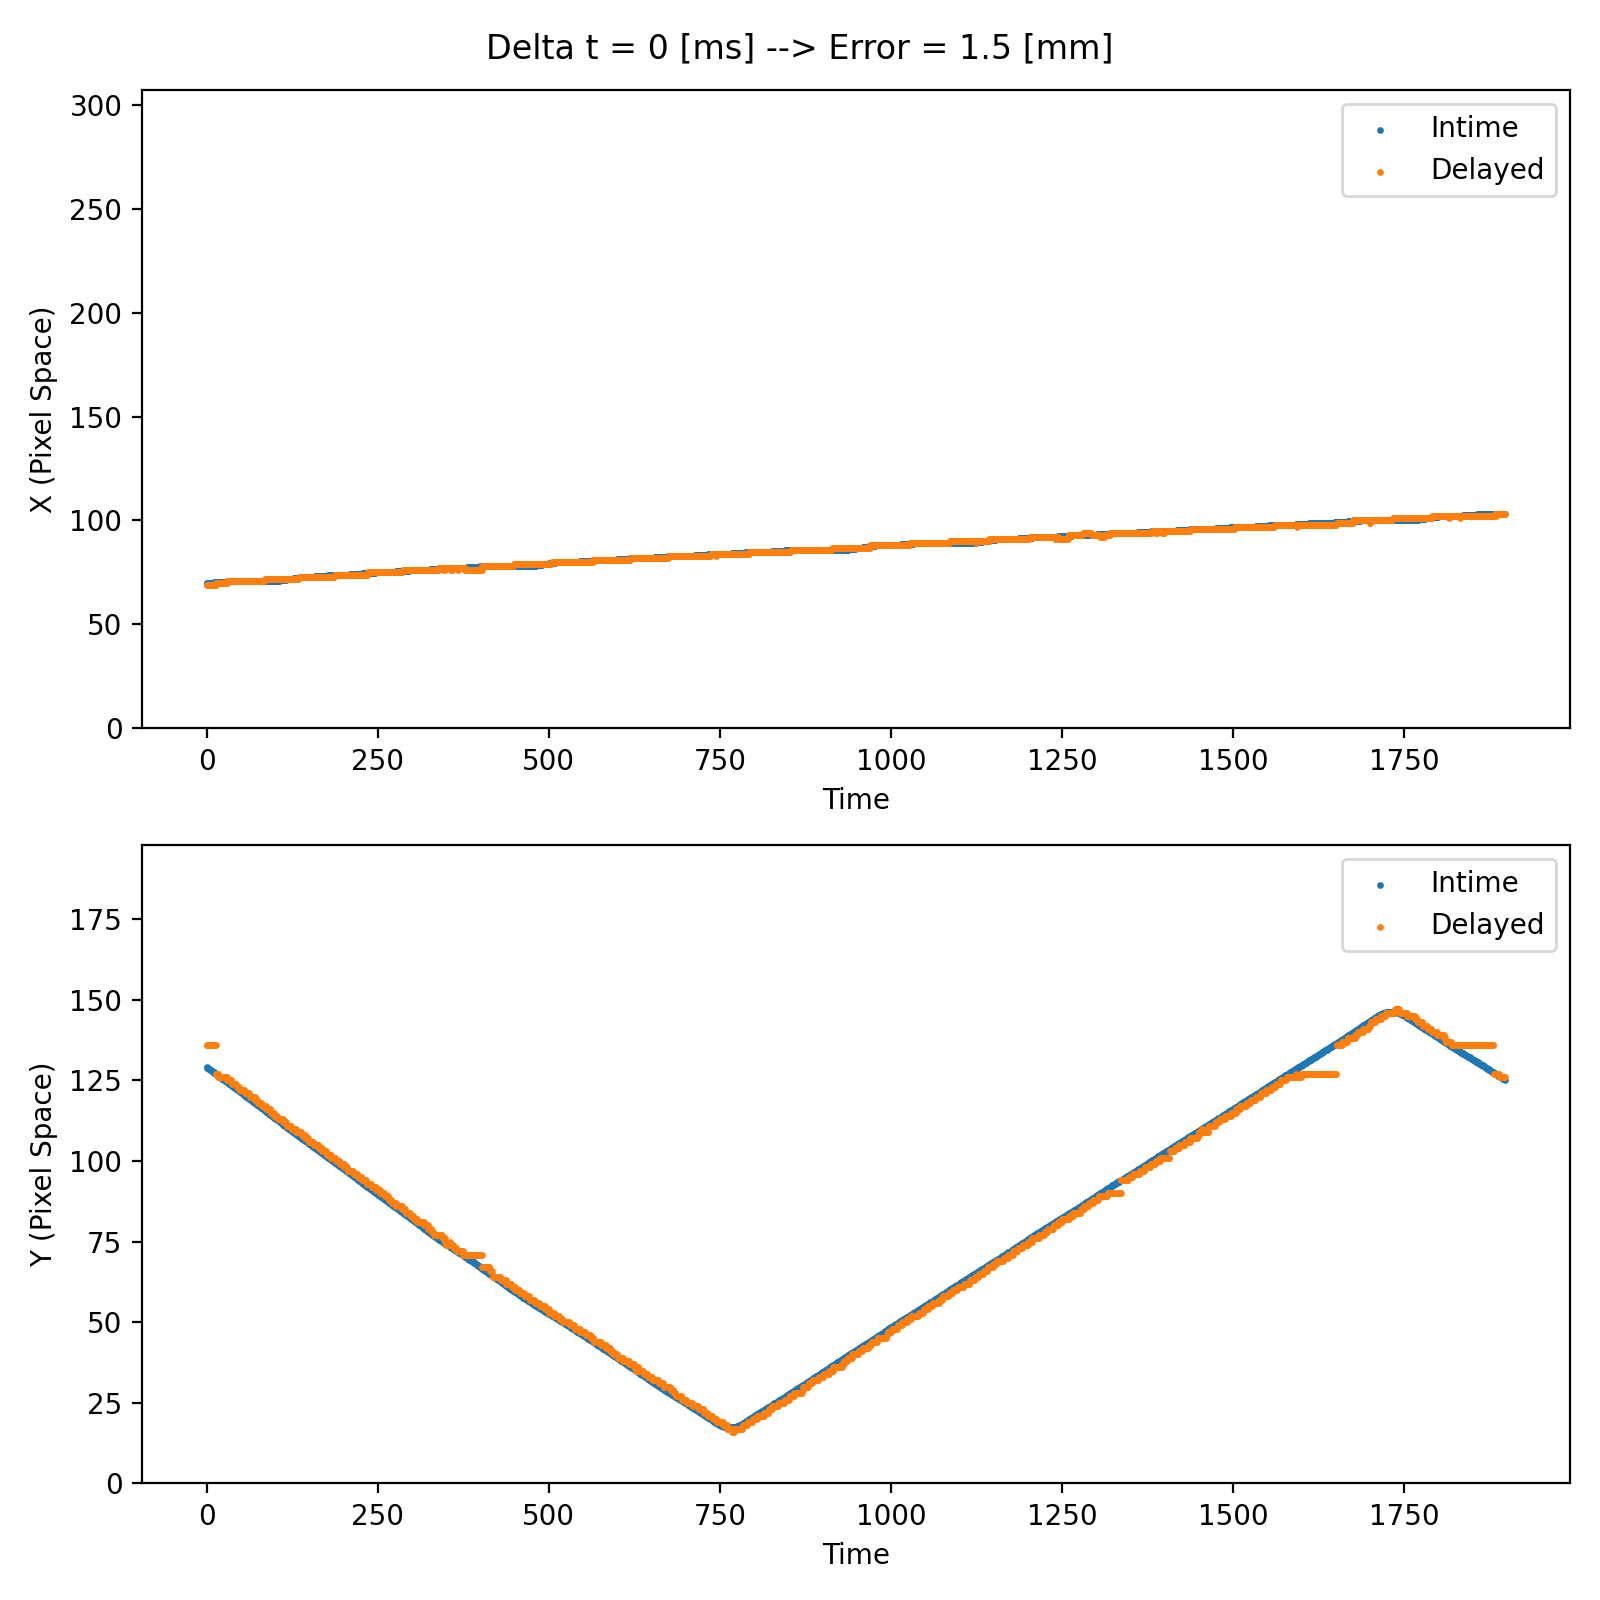 Delta t = 0 [ms] --> Error = 1.5 [mm]
300
250
200
150
100
50
0
X (Pixel Space)
Intime
Delayed
0 250 500 750 1000 1250 1500 1750
Time
175
150
125
100
75
50
25
0
Y (Pixel Space)
Intime
Delayed
0 250 500 750 1000 1250 1500 1750
Time